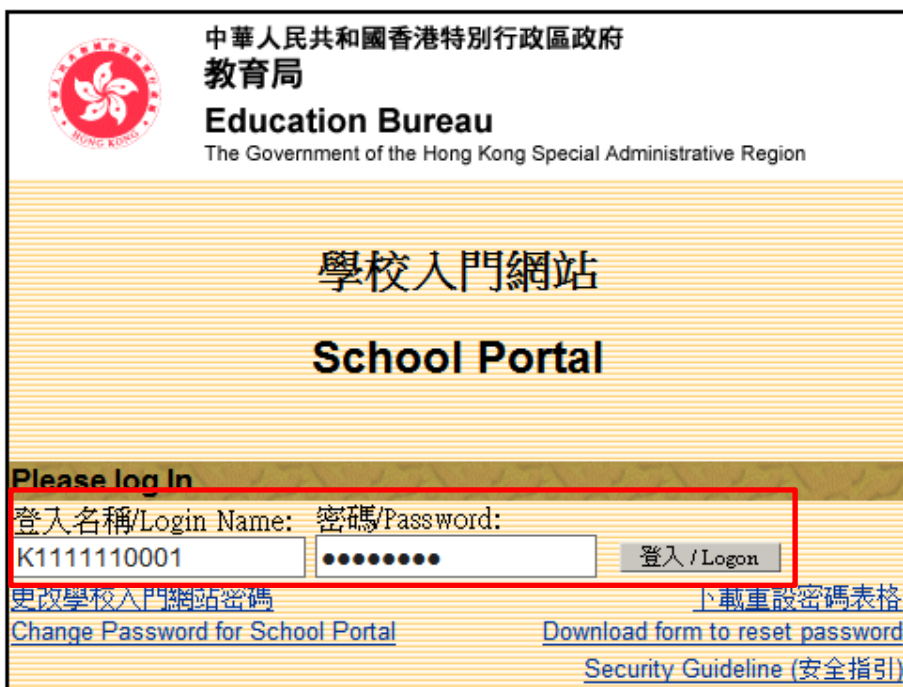 中華人民共和國香港特別行政區政府
教育局
Education Bureau
The Government of the Hong Kong Special Administrative Region
HONG KONG
學校入門網站
School Portal
Please log In
登入名稱/Login Name: 密碼/Password:
K1111110001 ●●●●●●●● 登入 / Logon
更改學校入門網站密碼 下載重設密碼表格
Change Password for School Portal Download form to reset password
Security Guideline (安全指引)